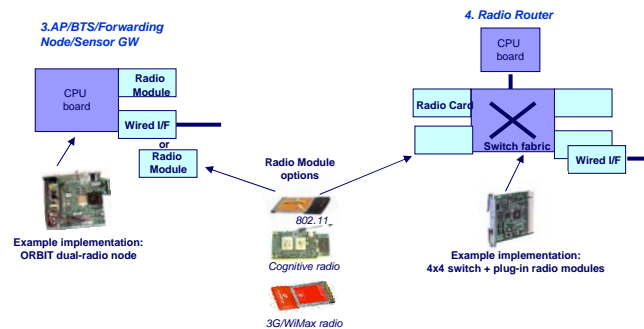 3.AP/BTS/Forwarding
Node/Sensor GW
CPU
board
Radio
Module
Wired I/F
or
Radio
Module
Example implementation:
ORBIT dual-radio node
Radio Module
options
802.11
Cognitive radio
3G/WiMax radio
4. Radio Router
CPU
board
Radio Card
Switch fabric
Wired I/F
Example implementation:
4x4 switch + plug-in radio modules